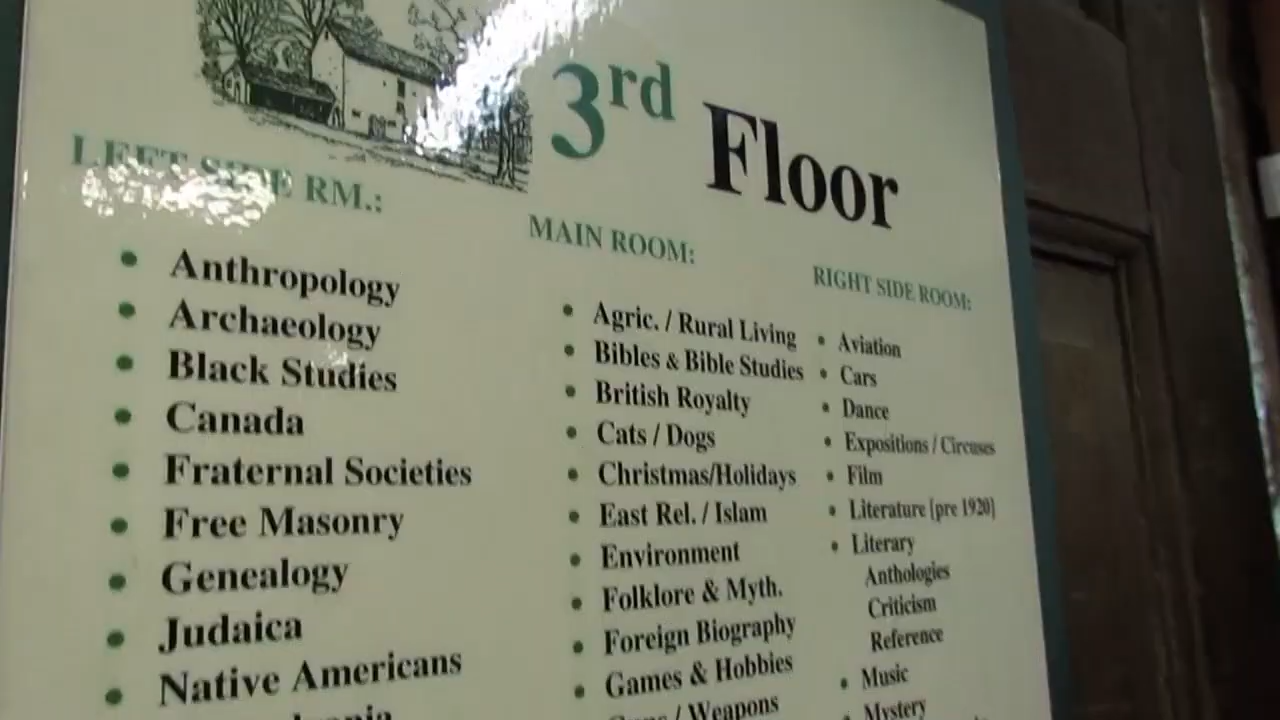 3rd Floor
LEFT SIDE RM.:
Anthropology
Archaeology
Black Studies
Canada
Fraternal Societies
Free Masonry
Genealogy
Judaica
Native Americans
MAIN ROOM:
Agric. / Rural Living
Bibles & Bible Studies
British Royalty
Cats / Dogs
Christmas/Holidays
East Rel. / Islam
Environment
Folklore & Myth.
Foreign Biography
Games & Hobbies
/ Weapons
RIGHT SIDE ROOM:
Aviation
Cars
Dance
Expositions / Circuses
Film
Literature [pre 1920]
Literary
Anthologies
Criticism
Reference
Music
Mystery